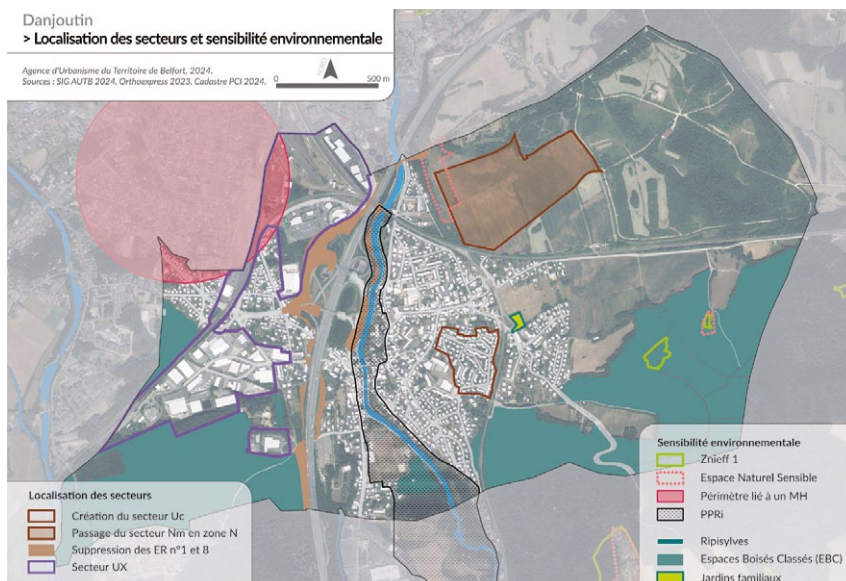 Danjoutin
> Localisation des secteurs et sensibilité environnementale
Agence d'Urbanisme du Territoire de Belfort, 2024.
Sources : SIG AUTB 2024, Orthoexpress 2023, Cadastre PCI 2024.
0 500 m
Localisation des secteurs
Création du secteur Uc
Passage du secteur Nm en zone N
Suppression des ER n°1 et 8
Secteur UX
Sensibilité environnementale
Znieff 1
Espace Naturel Sensible
Périmètre lié à un MH
PPRi
Ripisylves
Espaces Boisés Classés (EBC)
Jardins familiaux